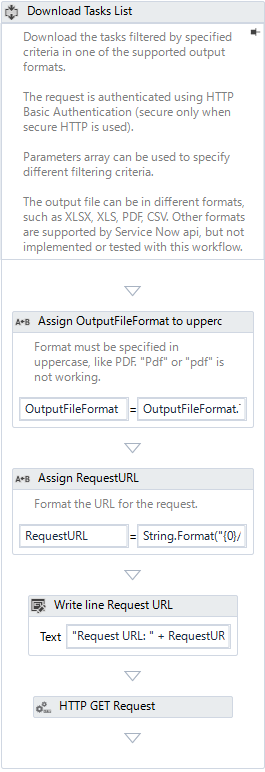 Download Tasks List
Download the tasks filtered by specified
criteria in one of the supported output
formats.
The request is authenticated using HTTP
Basic Authentication (secure only when
secure HTTP is used).
Parameters array can be used to specify
different filtering criteria.
The output file can be in different formats,
such as XLSX, XLS, PDF, CSV. Other formats
are supported by Service Now api, but not
implemented or tested with this workflow.
A•B Assign OutputFileFormat to upperc
Format must be specified in
uppercase, like PDF. "Pdf" or "pdf" is
not working.
OutputFileFormat = OutputFileFormat.
A•B Assign RequestURL
Format the URL for the request.
RequestURL = String.Format("{0}/
Write line Request URL
Text "Request URL: " + RequestUR
HTTP GET Request